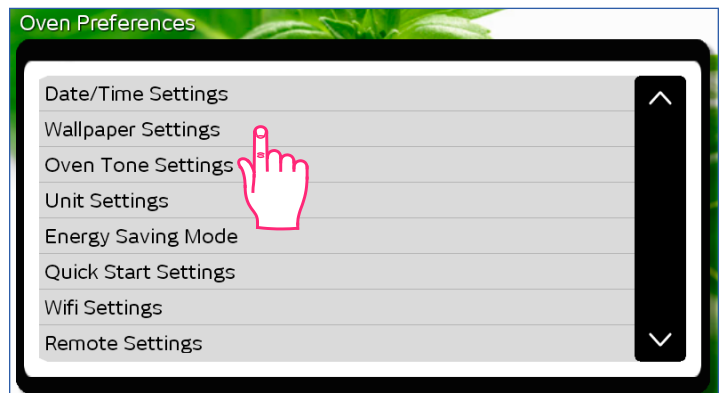 Oven Preferences
Date/Time Settings
Wallpaper Settings
Oven Tone Settings
Unit Settings
Energy Saving Mode
Quick Start Settings
Wifi Settings
Remote Settings